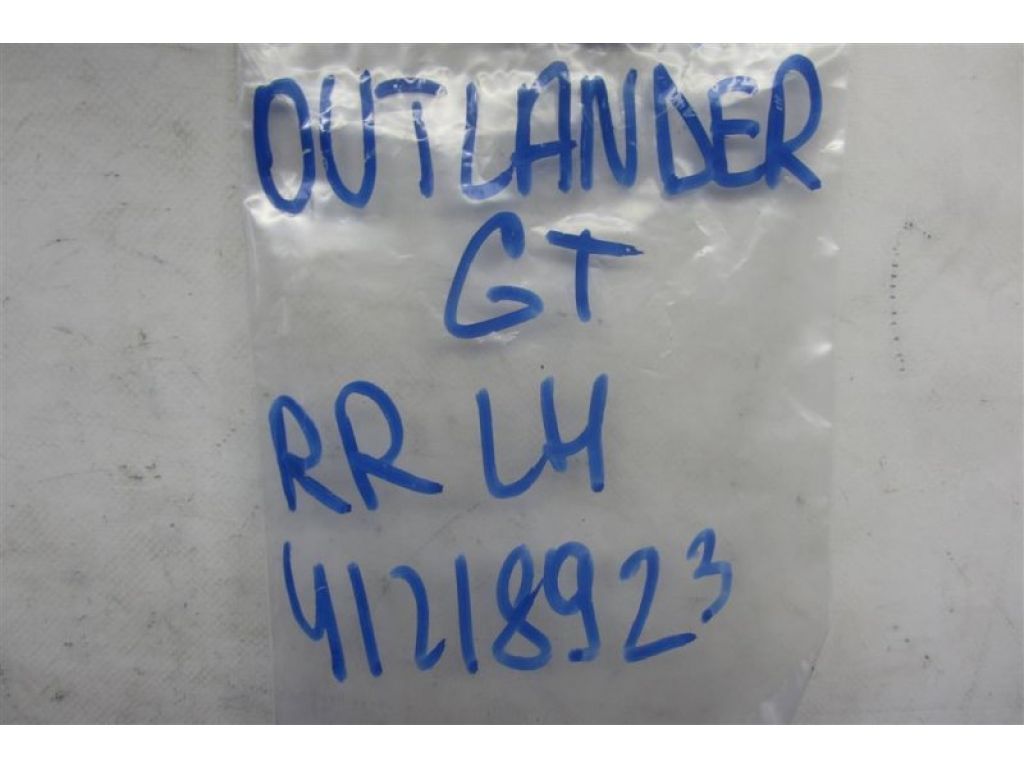 OUTLANDER
GT
RR LH
41218923